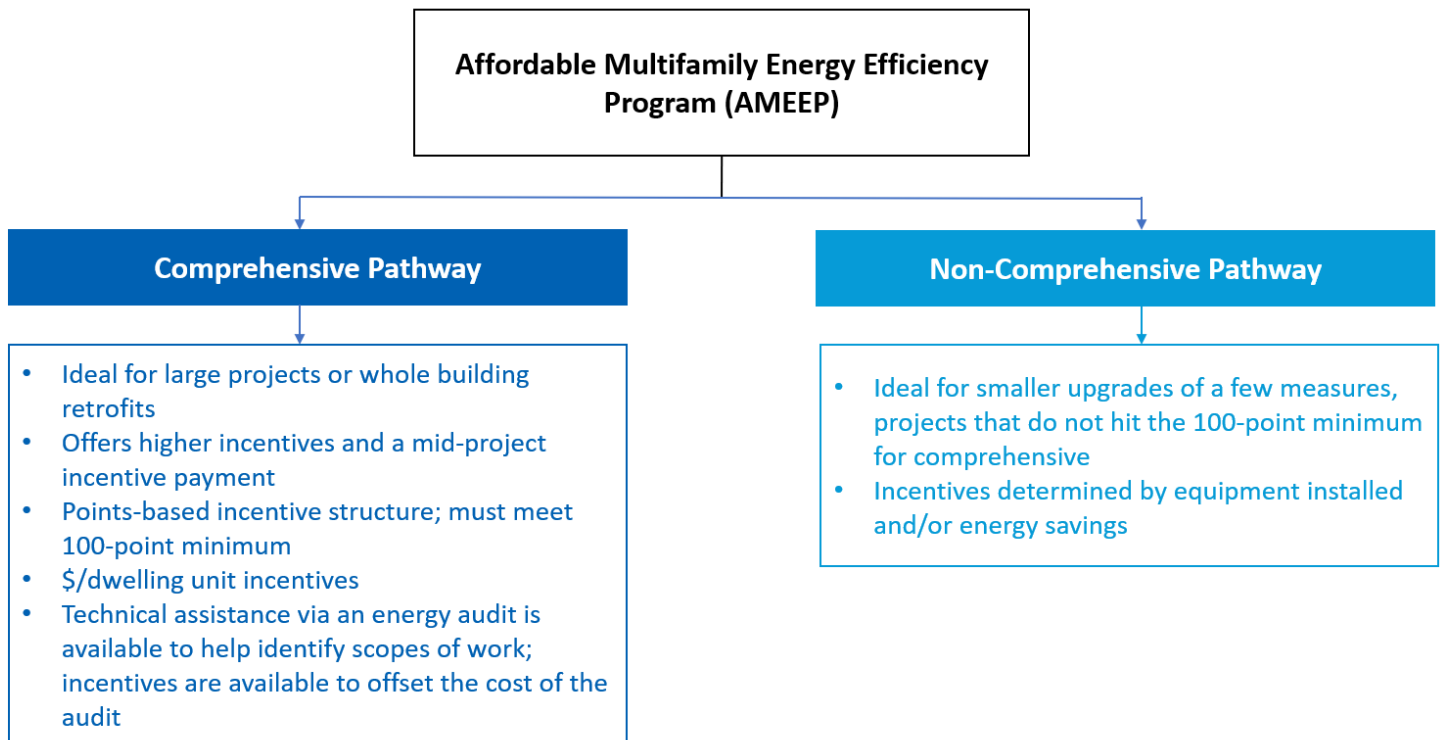 Affordable Multifamily Energy Efficiency
Program (AMEEP)
Comprehensive Pathway
• Ideal for large projects or whole building
retrofits
• Offers higher incentives and a mid-project
incentive payment
• Points-based incentive structure; must meet
100-point minimum
• $/dwelling unit incentives
• Technical assistance via an energy audit is
available to help identify scopes of work;
incentives are available to offset the cost of the
audit
Non-Comprehensive Pathway
• Ideal for smaller upgrades of a few measures,
projects that do not hit the 100-point minimum
for comprehensive
• Incentives determined by equipment installed
and/or energy savings